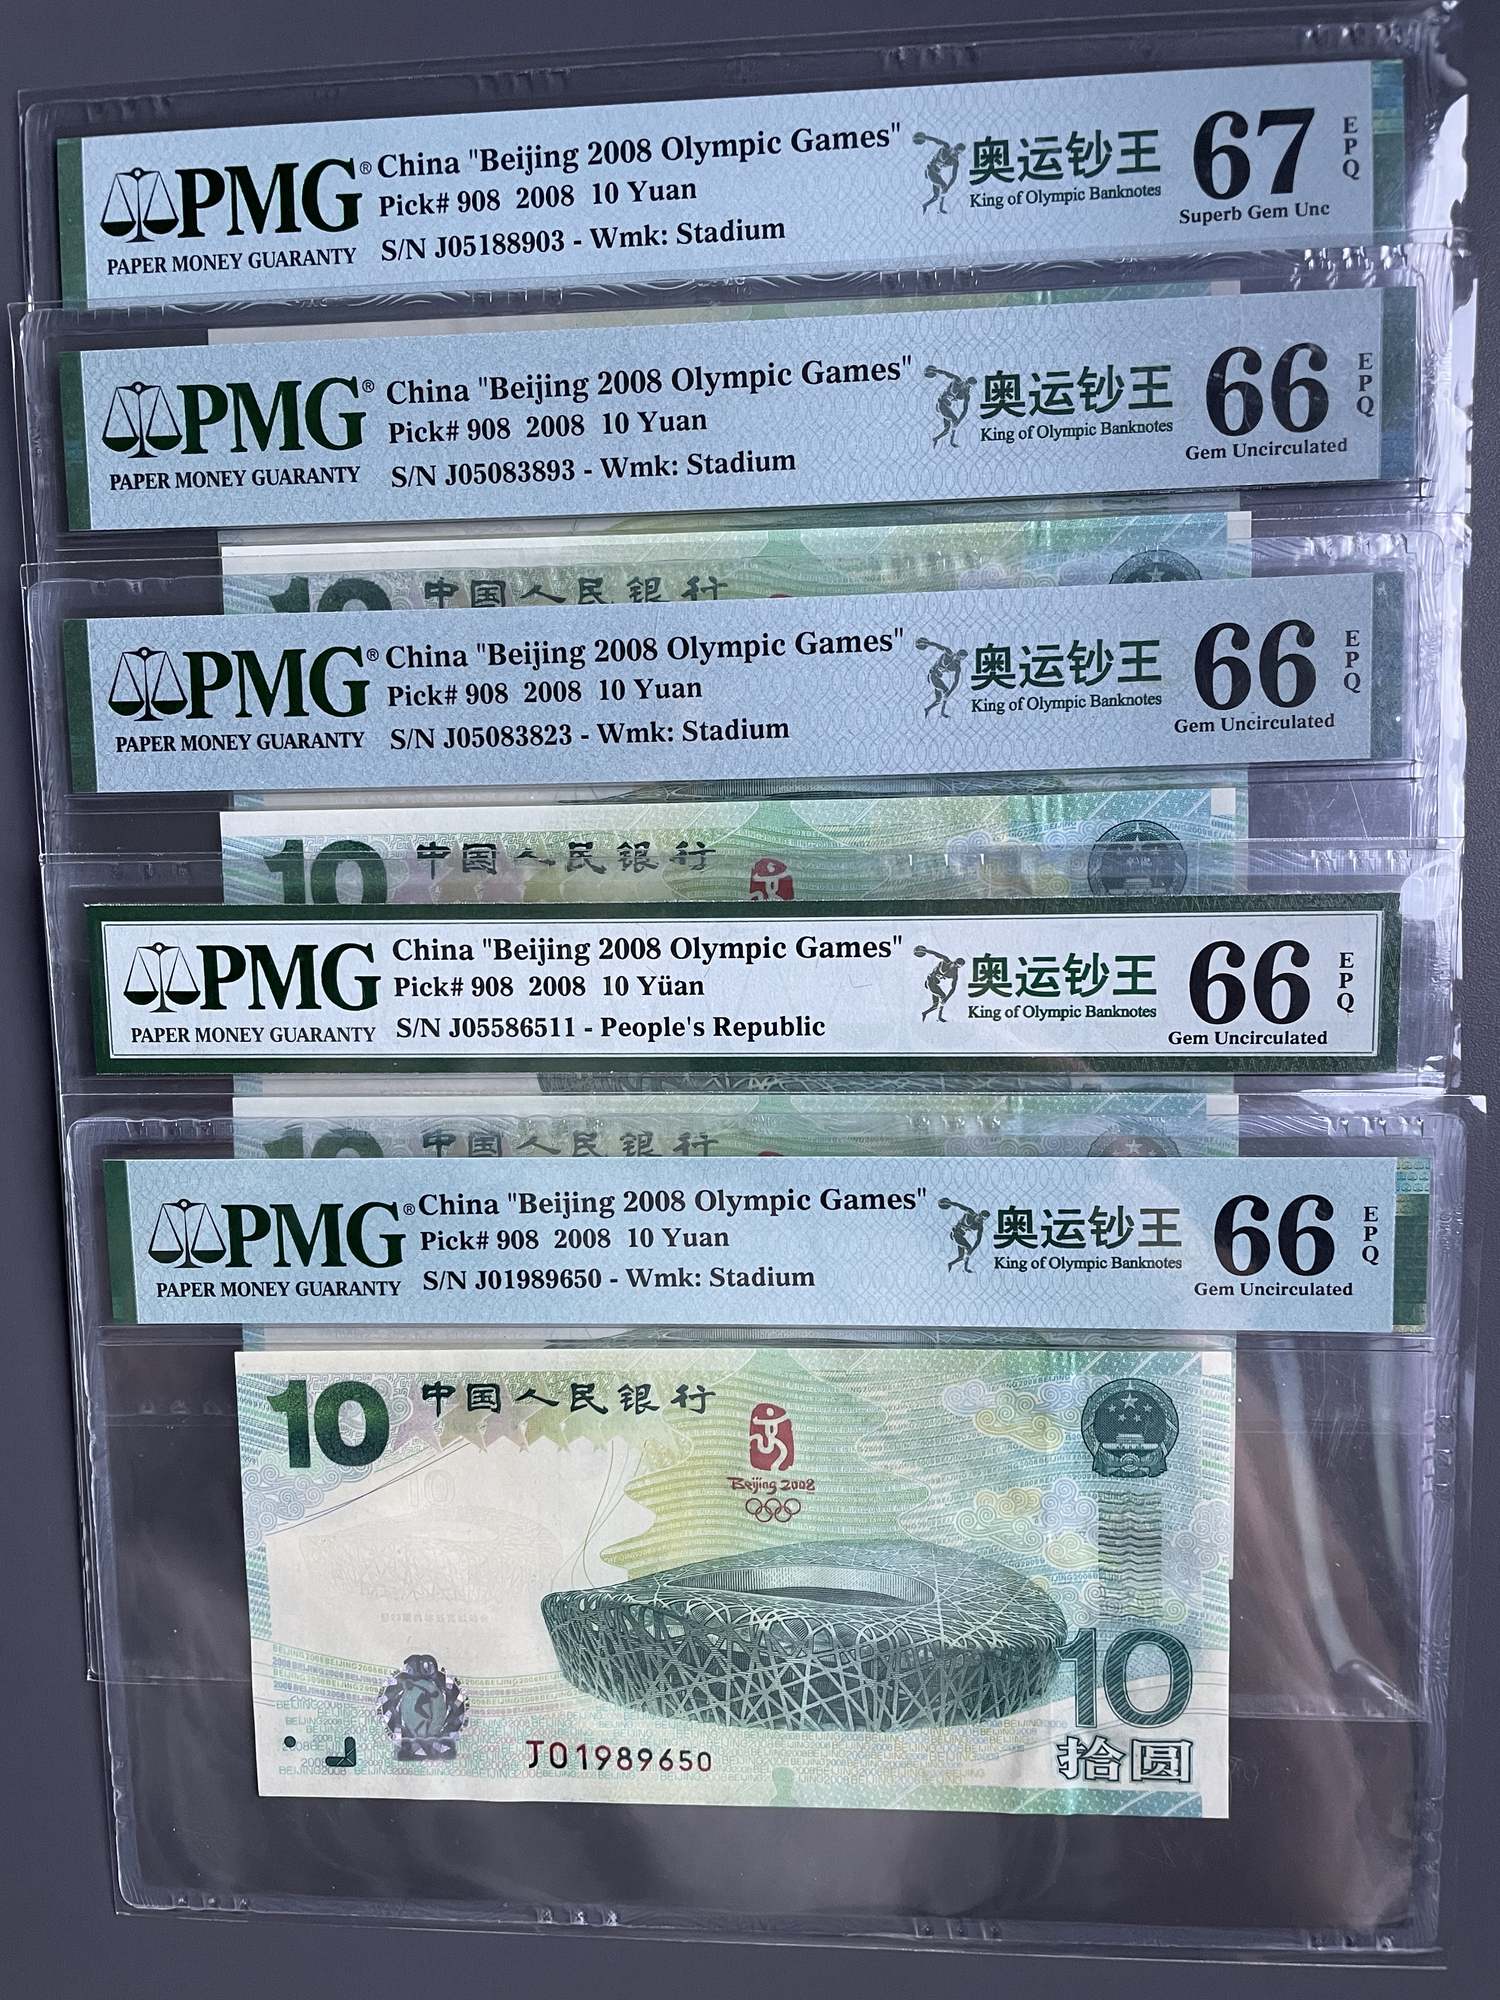 PMG®
PAPER MONEY GUARANTY
China "Beijing 2008 Olympic Games"
Pick# 908 2008 10 Yuan
S/N J05188903 - Wmk: Stadium
奥运钞王
King of Olympic Banknotes
67
Superb Gem Unc
EPQ
PMG®
PAPER MONEY GUARANTY
China "Beijing 2008 Olympic Games"
Pick# 908 2008 10 Yuan
S/N J05083893 - Wmk: Stadium
奥运钞王
King of Olympic Banknotes
66
Gem Uncirculated
EPQ
10 中国人民银行
PMG®
PAPER MONEY GUARANTY
China "Beijing 2008 Olympic Games"
Pick# 908 2008 10 Yuan
S/N J05083823 - Wmk: Stadium
奥运钞王
King of Olympic Banknotes
66
Gem Uncirculated
EPQ
10 中国人民银行
PMG
PAPER MONEY GUARANTY
China "Beijing 2008 Olympic Games"
Pick# 908 2008 10 Yüan
S/N J05586511 - People's Republic
奥运钞王
King of Olympic Banknotes
66
Gem Uncirculated
EPQ
10 中国人民银行
PMG®
PAPER MONEY GUARANTY
China "Beijing 2008 Olympic Games"
Pick# 908 2008 10 Yuan
S/N J01989650 - Wmk: Stadium
奥运钞王
King of Olympic Banknotes
66
Gem Uncirculated
EPQ
10 中国人民银行
Beijing 2008
10
J01989650
拾圆